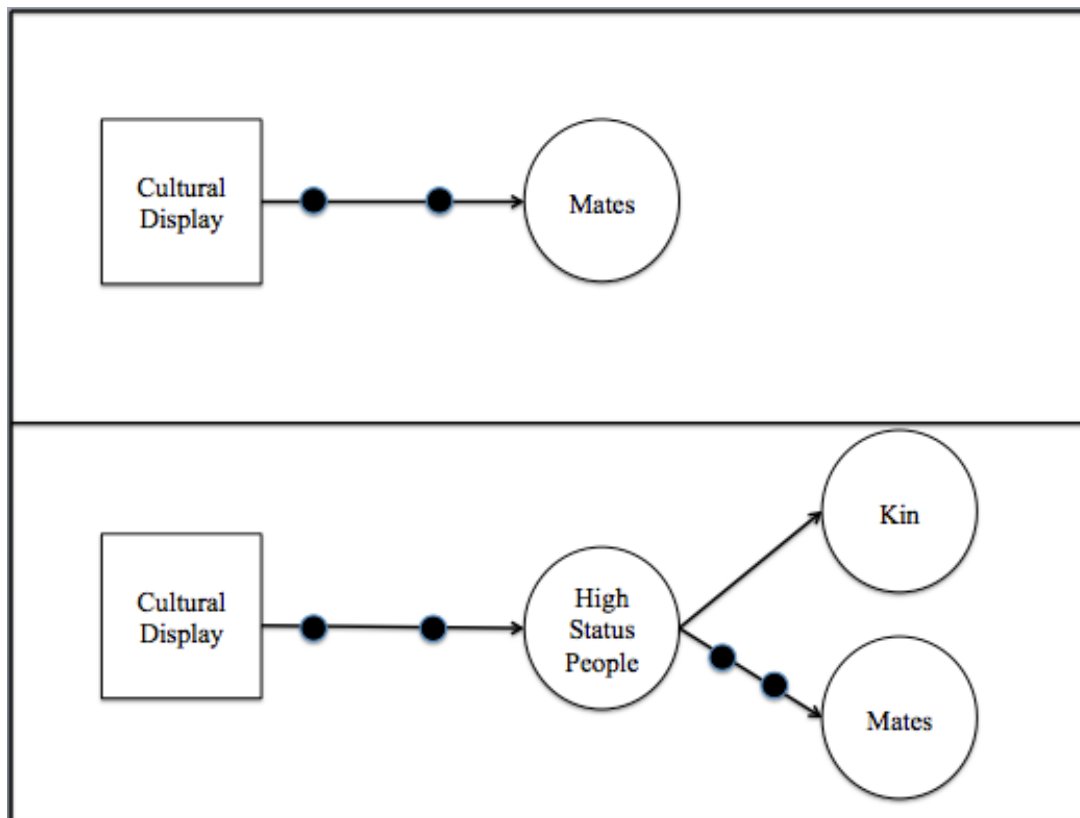 Cultural
Display
Mates
Kin
Cultural
Display
High
Status
People
Mates